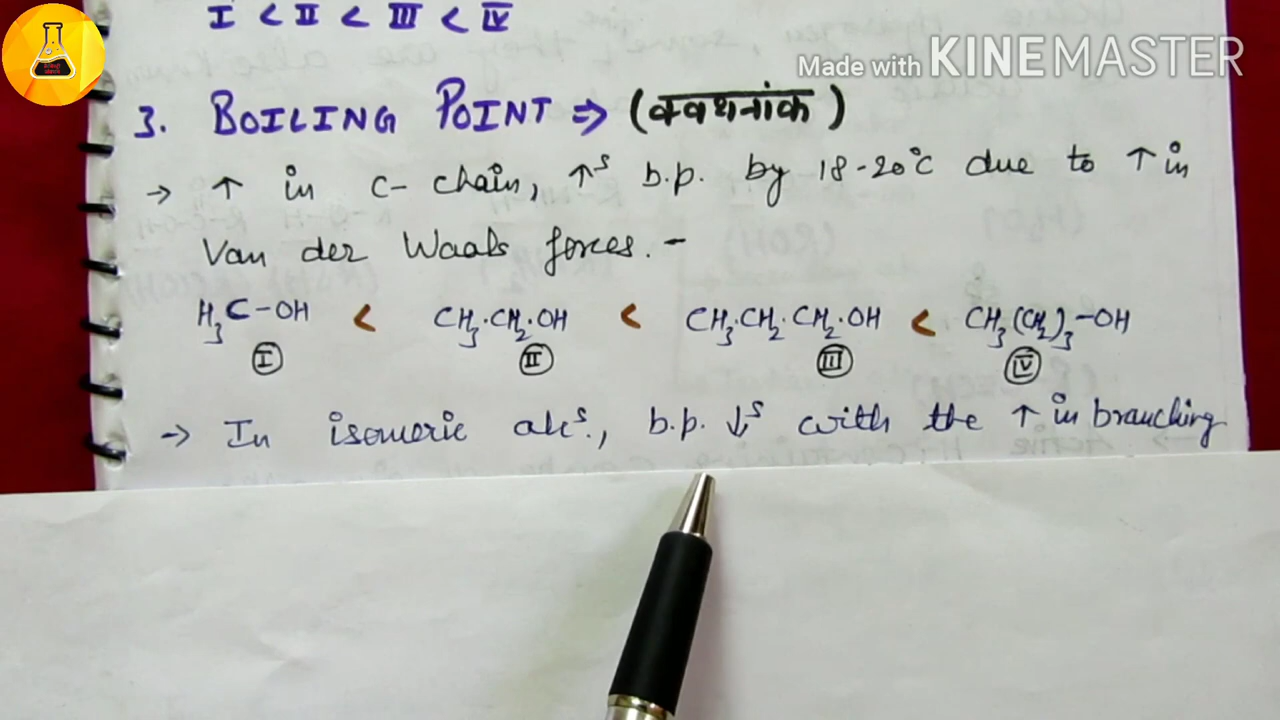 I < II < III < IV
Made with KINEMASTER
3. BOILING POINT ⇒ (क्वथनांक)
→ ↑ in C-chain, ↑s b.p. by 18-20°C due to ↑ in
Van der Waals forces. -
H3C-OH < CH3.CH2.OH < CH3.CH2.CH2.OH < CH3(CH2)3-OH
I II III IV
→ In isomeric alcs., b.p. ↓s with the ↑ in branching